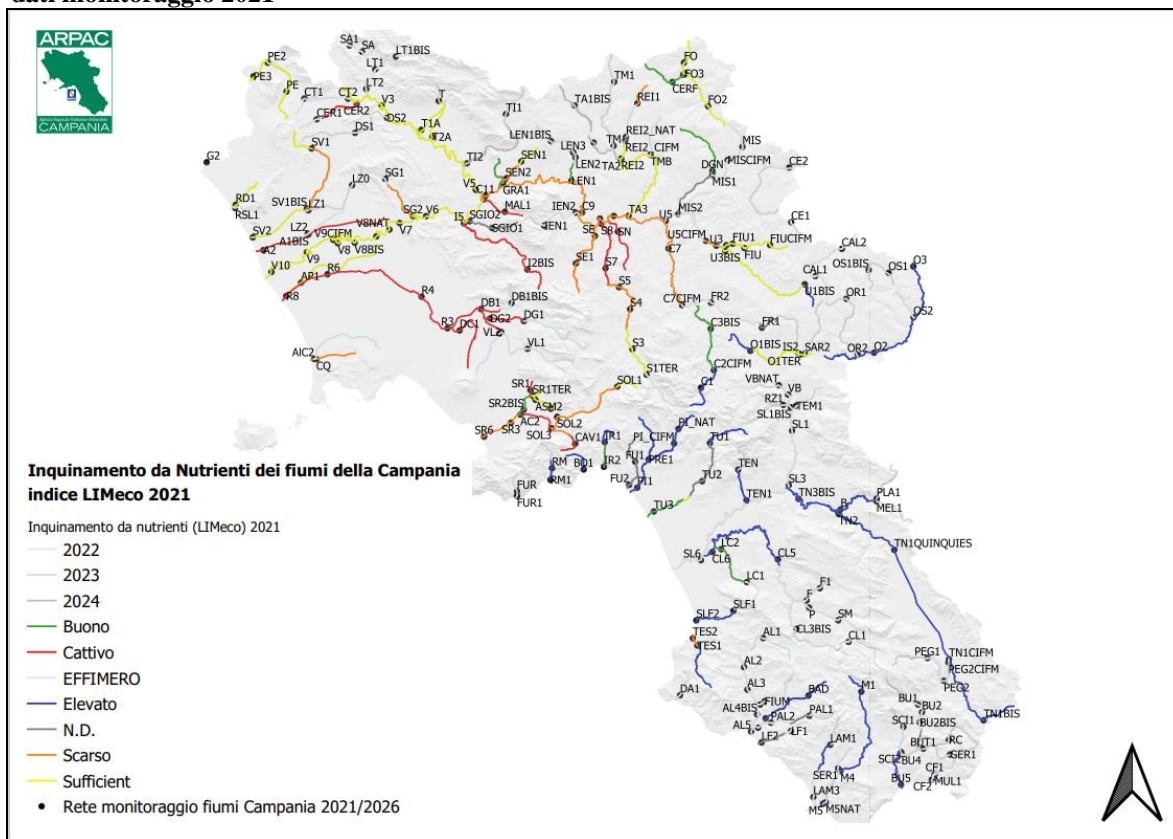 dati monitoraggio 2021
ARPAC
CAMPANIA
SA1
SA
LT1BIS
LT1
LT2
PE2
PE3
PE
CT1
CT2
CER1
CER2
V3
DS2
DS1
T
T1A
T2A
TI1
TI2
TM1
TA1BIS
REI1
FO
FO3
CERF
FO2
LEN1BIS
LEN3
LEN2
LEN1
TA2
REI2_NAT
REI2_CIFM
REI2
TMB
MIS
MISCIFM
DGN
MIS1
MIS2
CE2
CE1
G2
SV1
SEN1
SEN2
GRA1
V5
C11
MAL1
LZ0
SG1
RD1
RSL1
SV1BIS
LZ1
SG2
V6
I5
SGIO2
SGIO1
IEN2
IEN1
C9
SE
S8
SN
TA3
U5
U5CIFM
C7
U3
FIU1
U3BIS
FIU
FIUCIFM
CAL2
SV2
LZ2
V8NAT
V7
A2
A1BIS
V9CIFM
V8
V8BIS
V10
V9
R6
AP1
R8
I2BIS
SE1
S7
S5
S4
C7CIFM
FR2
CAL1
U1BIS
OS1BIS
OS1
O3
OR1
OS2
R4
R3
DC1
DB1
DB1BIS
DG2
DG1
VL2
VL1
C3BIS
FR1
O1BIS
IS2
SAR2
O1TER
OR2
O2
AIC2
CQ
S3
S1TER
SOL1
C1
C2CIFM
VBNAT
VB
RZ1
TEM1
SL1BIS
SL1
SR1
SR1TER
SR2BIS
ASM2
AC2
SOL2
SR6
SR3
SOL3
CAV1
IR1
IR2
PI_CIFM
PI_NAT
FU1
PRE1
FU2
PI1
TU1
TU2
TU3
TEN
TEN1
RM
RM1
BO1
FUR
FUR1
SL3
TN3BIS
B
TN2
PLA1
MEL1
TN1QUINQUIES
SL6
LC2
CL6
CL5
LC1
F1
F
P
SM
CL3BIS
CL1
SLF2
SLF1
TES2
TES1
AL1
AL2
AL3
DA1
AL4BIS
FIUM
BAD
PAL2
PAL1
AL5
LF2
LF1
M1
PEG1
TN1CIFM
PEG2CIFM
PEG2
TN1BIS
BU1
BU2
SCI1
BU2BIS
BUT1
RC
GER1
SCI2
BU4
CF1
BU5
CF2
MUL1
LAM1
SER1
M4
LAM3
M5
M5NAT
Inquinamento da Nutrienti dei fiumi della Campania
indice LIMeco 2021
Inquinamento da nutrienti (LIMeco) 2021
2022
2023
2024
Buono
Cattivo
EFFIMERO
Elevato
N.D.
Scarso
Sufficient
Rete monitoraggio fiumi Campania 2021/2026